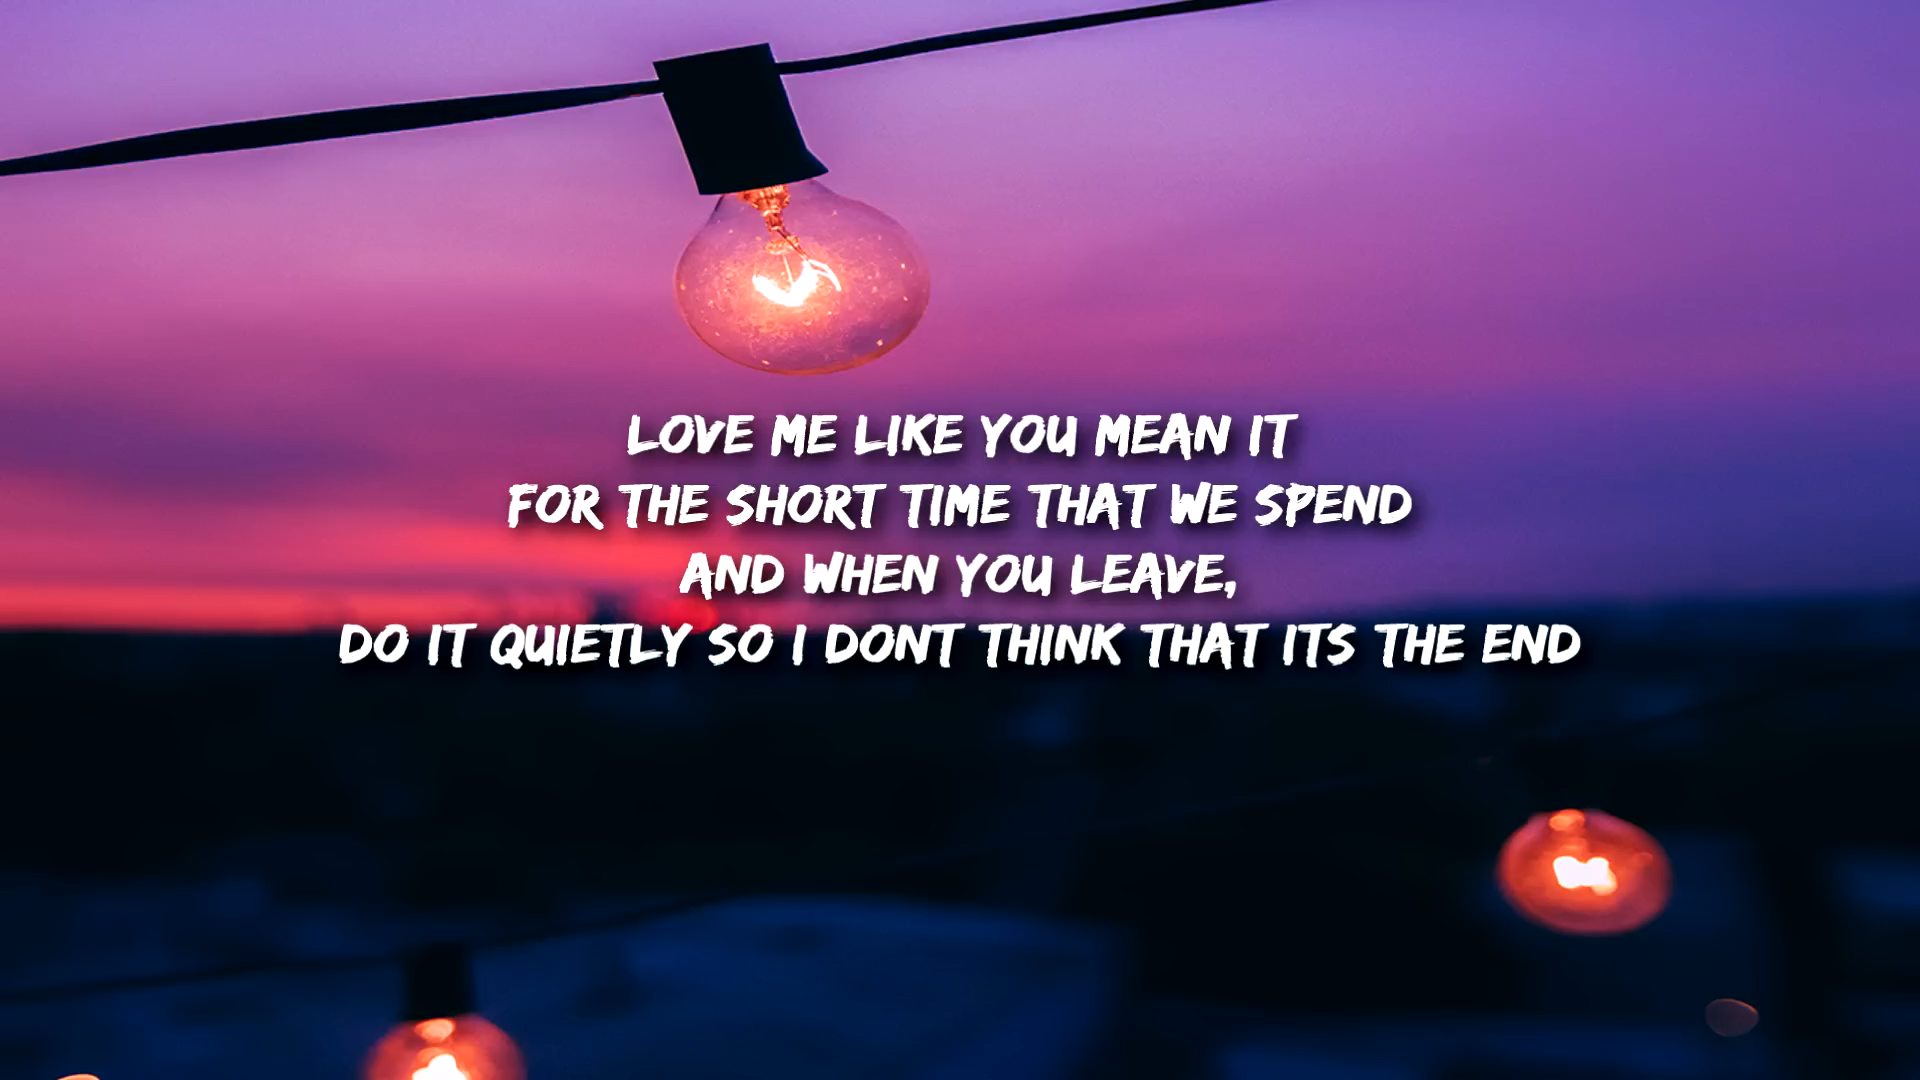 LOVE ME LIKE YOU MEAN IT
FOR THE SHORT TIME THAT WE SPEND
AND WHEN YOU LEAVE,
DO IT QUIETLY SO I DONT THINK THAT ITS THE END